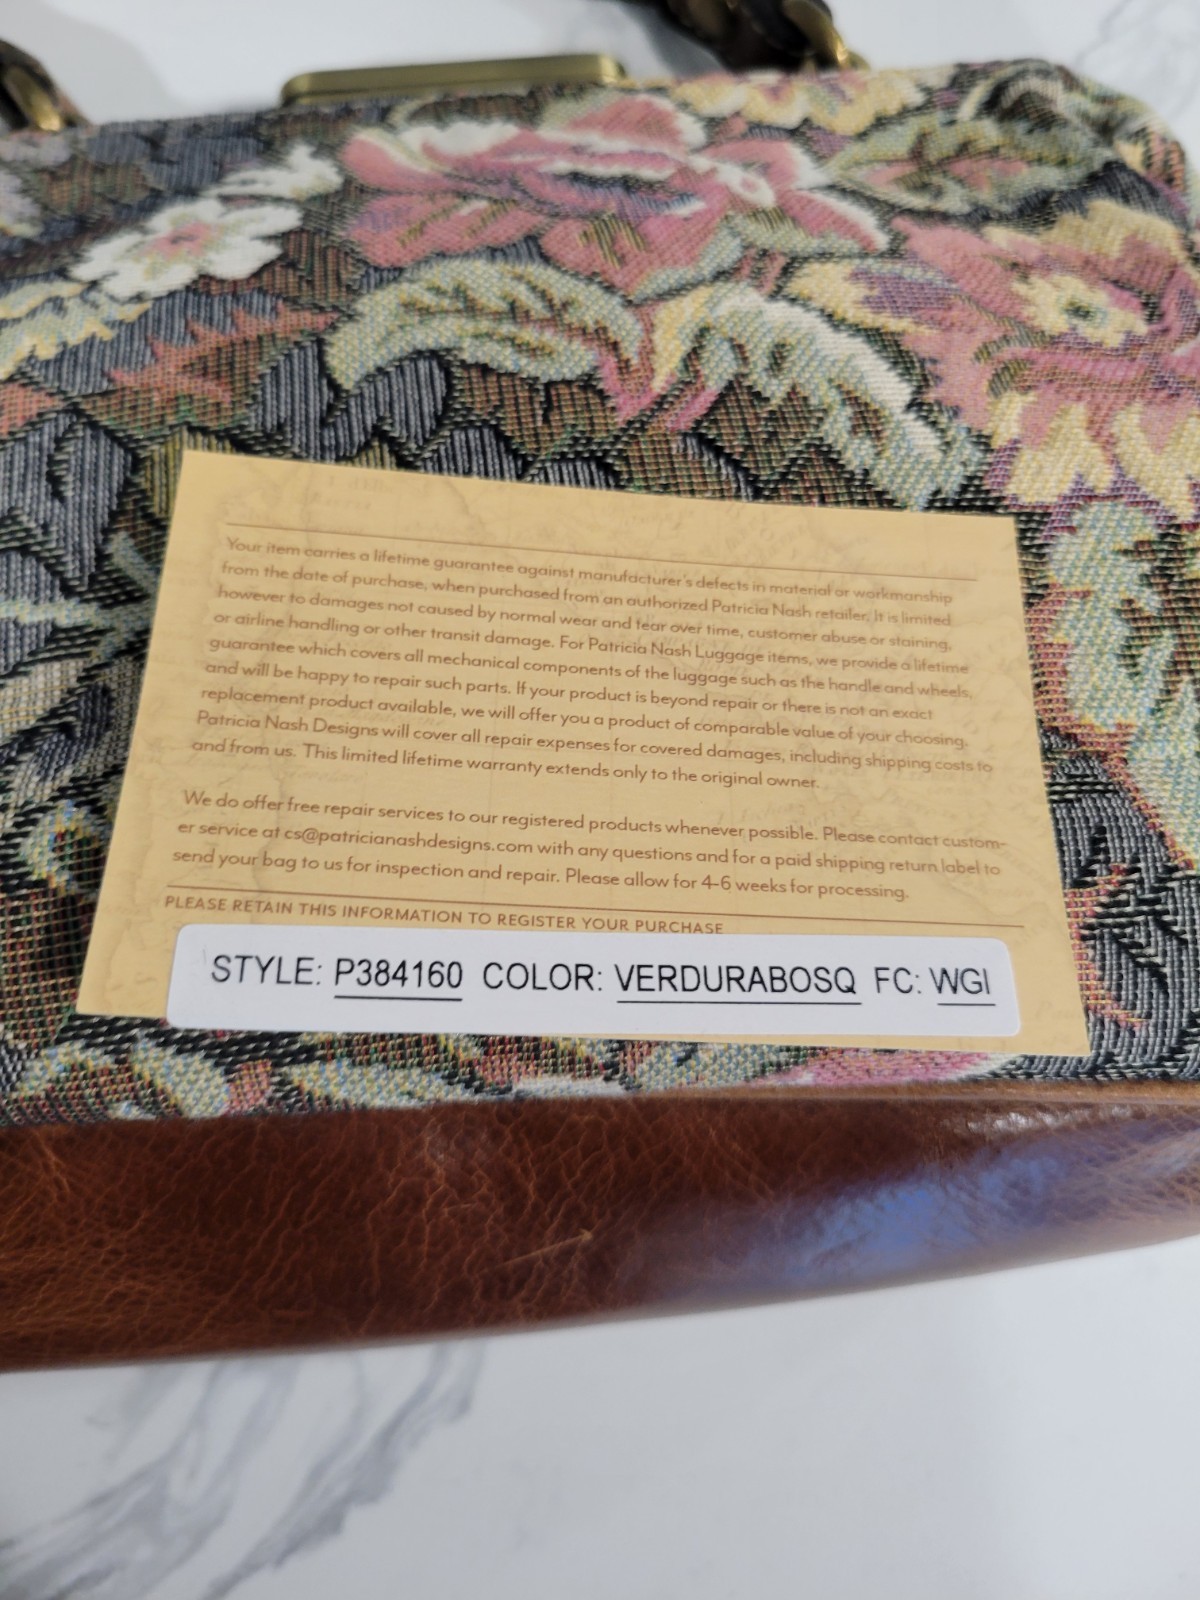 Your item carries a lifetime guarantee against manufacturer's defects in material or workmanship
from the date of purchase, when purchased from an authorized Patricia Nash retailer. It is limited
however to damages not caused by normal wear and tear over time, customer abuse or staining,
or airline handling or other transit damage. For Patricia Nash Luggage items, we provide a lifetime
guarantee which covers all mechanical components of the luggage such as the handle and wheels,
and will be happy to repair such parts. If your product is beyond repair or there is not an exact
replacement product available, we will offer you a product of comparable value of your choosing.
Patricia Nash Designs will cover all repair expenses for covered damages, including shipping costs to
and from us. This limited lifetime warranty extends only to the original owner.
We do offer free repair services to our registered products whenever possible. Please contact custom-
er service at cs@patricianashdesigns.com with any questions and for a paid shipping return label to
send your bag to us for inspection and repair. Please allow for 4-6 weeks for processing.
PLEASE RETAIN THIS INFORMATION TO REGISTER YOUR PURCHASE
STYLE: P384160 COLOR: VERDURABOSQ FC: WGI